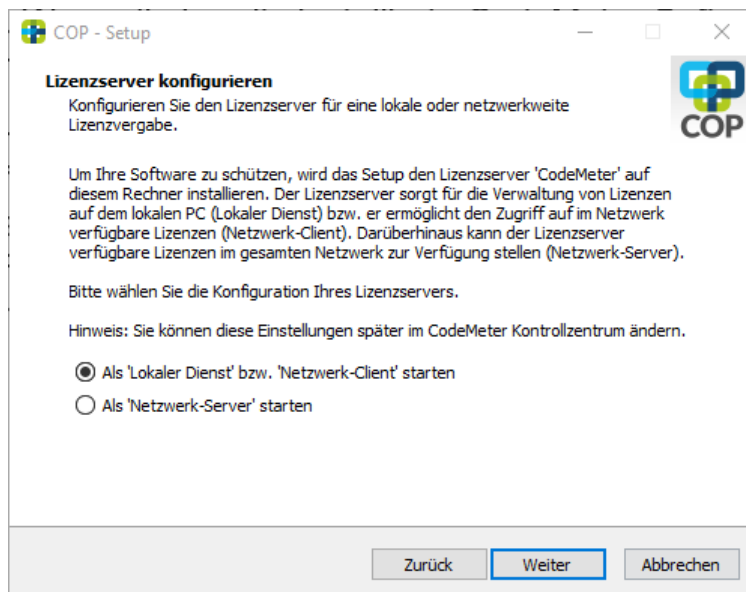 COP - Setup
Lizenzserver konfigurieren
Konfigurieren Sie den Lizenzserver für eine lokale oder netzwerkweite
Lizenzvergabe.
COP
Um Ihre Software zu schützen, wird das Setup den Lizenzserver 'CodeMeter' auf
diesem Rechner installieren. Der Lizenzserver sorgt für die Verwaltung von Lizenzen
auf dem lokalen PC (Lokaler Dienst) bzw. er ermöglicht den Zugriff auf im Netzwerk
verfügbare Lizenzen (Netzwerk-Client). Darüberhinaus kann der Lizenzserver
verfügbare Lizenzen im gesamten Netzwerk zur Verfügung stellen (Netzwerk-Server).
Bitte wählen Sie die Konfiguration Ihres Lizenzservers.
Hinweis: Sie können diese Einstellungen später im CodeMeter Kontrollzentrum ändern.
Als 'Lokaler Dienst' bzw. 'Netzwerk-Client' starten
Als 'Netzwerk-Server' starten
Zurück
Weiter
Abbrechen